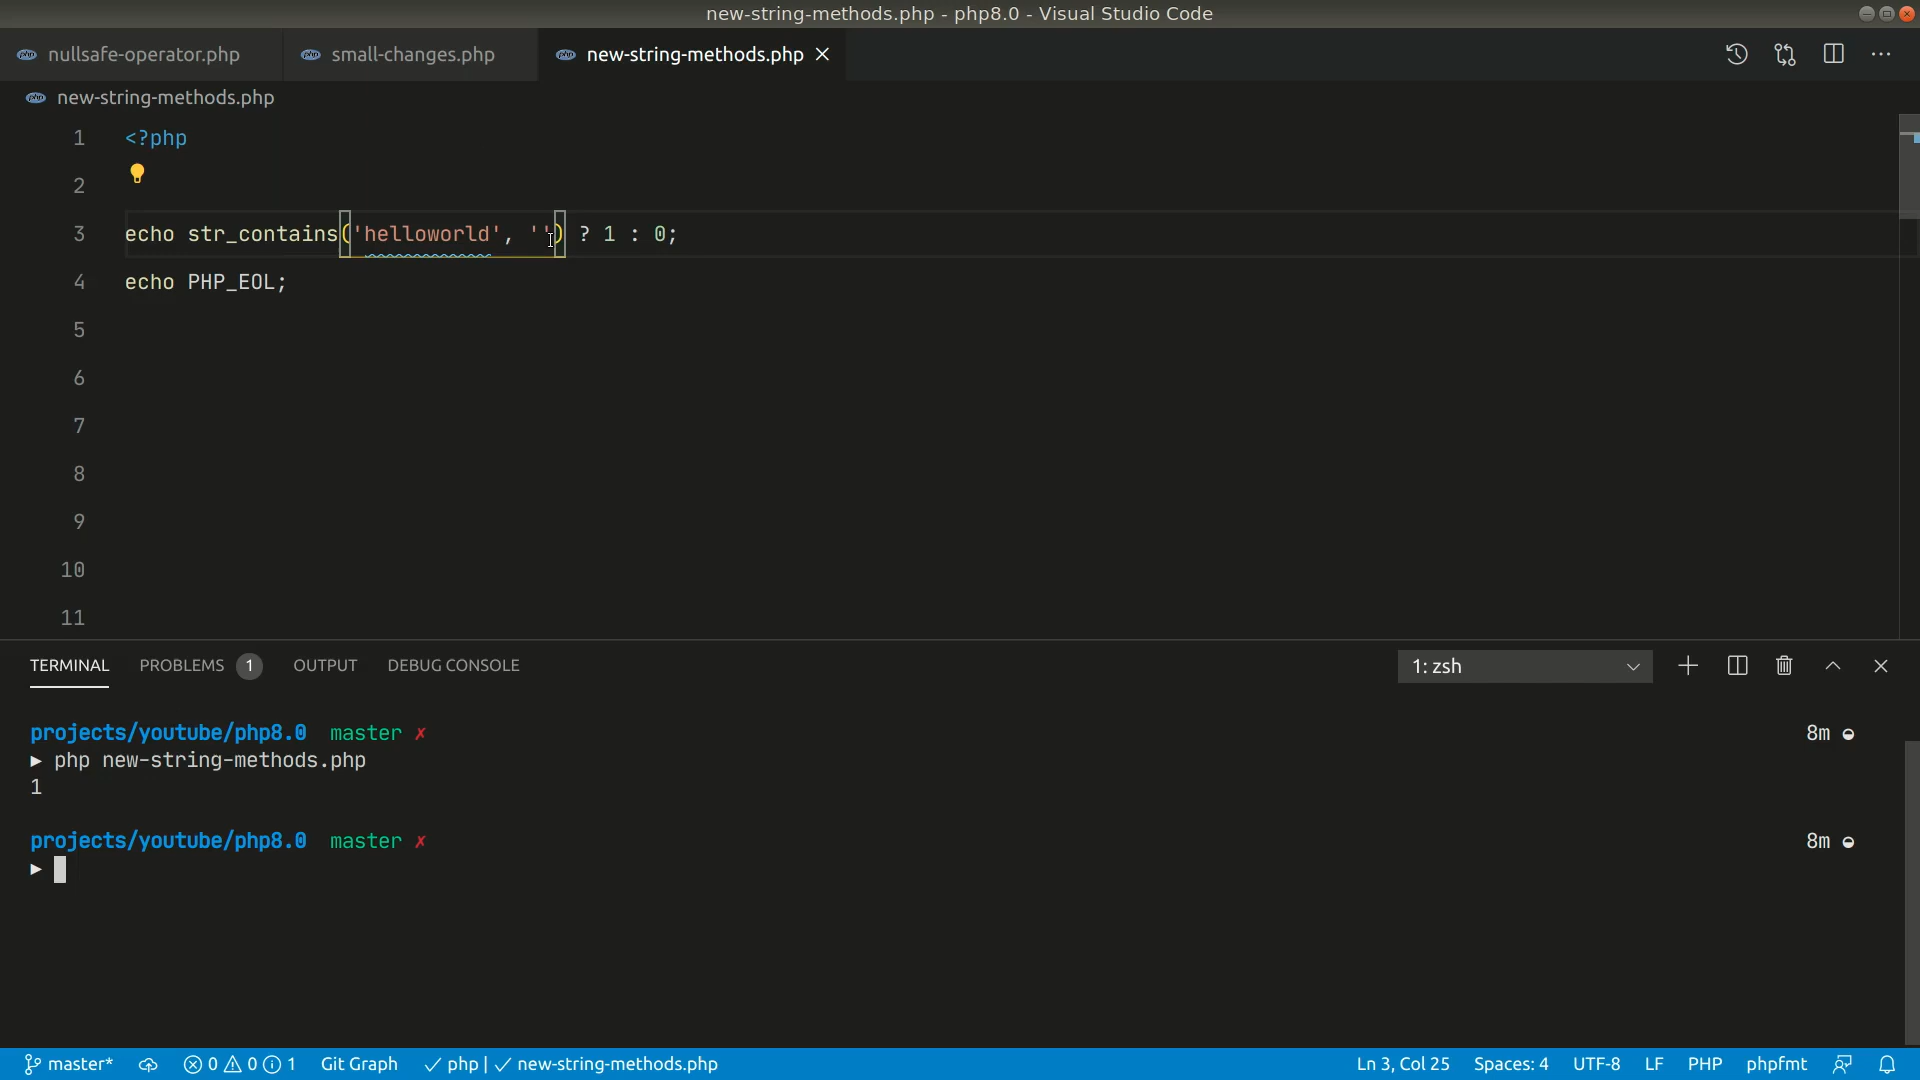 new-string-methods.php - php8.0 - Visual Studio Code
nullsafe-operator.php small-changes.php new-string-methods.php
new-string-methods.php
1 <?php
2
3 echo str_contains('helloworld', '') ? 1 : 0;
4 echo PHP_EOL;
5
6
7
8
9
10
11
TERMINAL PROBLEMS 1 OUTPUT DEBUG CONSOLE 1: zsh
projects/youtube/php8.0 master ✗ 8m
▶ php new-string-methods.php
1
projects/youtube/php8.0 master ✗ 8m
▶
master* 0 0 1 Git Graph ✓ php | ✓ new-string-methods.php Ln 3, Col 25 Spaces: 4 UTF-8 LF PHP phpfmt